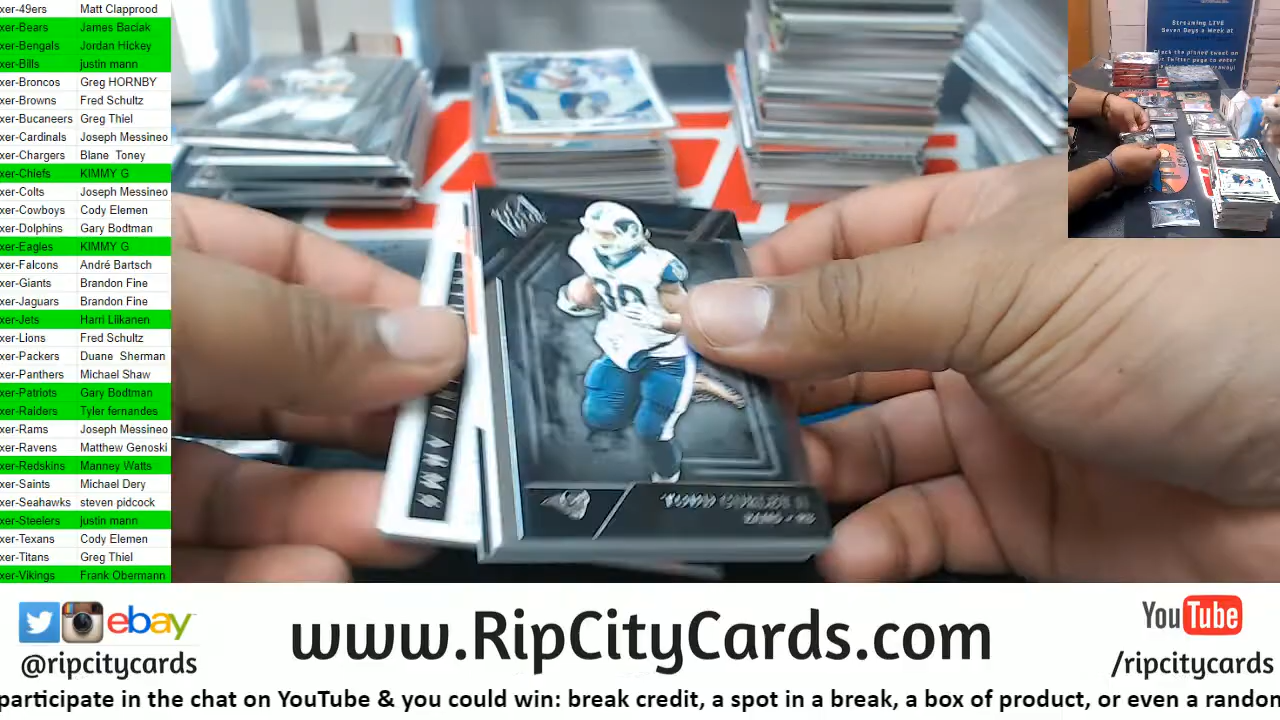 xer-49ers Matt Clapprood
xer-Bears James Baciak
xer-Bengals Jordan Hickey
xer-Bills justin mann
xer-Broncos Greg HORNBY
xer-Browns Fred Schultz
xer-Bucaneers Greg Thiel
xer-Cardinals Joseph Messineo
xer-Chargers Blane Toney
xer-Chiefs KIMMY G
xer-Colts Joseph Messineo
xer-Cowboys Cody Elemen
xer-Dolphins Gary Bodtman
xer-Eagles KIMMY G
xer-Falcons André Bartsch
xer-Giants Brandon Fine
xer-Jaguars Brandon Fine
xer-Jets Harri Liikanen
xer-Lions Fred Schultz
xer-Packers Duane Sherman
xer-Panthers Michael Shaw
xer-Patriots Gary Bodtman
xer-Raiders Tyler fernandes
xer-Rams Joseph Messineo
xer-Ravens Matthew Genoski
xer-Redskins Manney Watts
xer-Saints Michael Dery
xer-Seahawks steven pidcock
xer-Steelers justin mann
xer-Texans Cody Elemen
xer-Titans Greg Thiel
xer-Vikings Frank Obermann
Streaming LIVE
Seven Days a Week at
30
TODD GURLEY II
RAMS • RB
ebay
@ripcitycards
www.RipCityCards.com
YouTube
/ripcitycards
participate in the chat on YouTube & you could win: break credit, a spot in a break, a box of product, or even a random